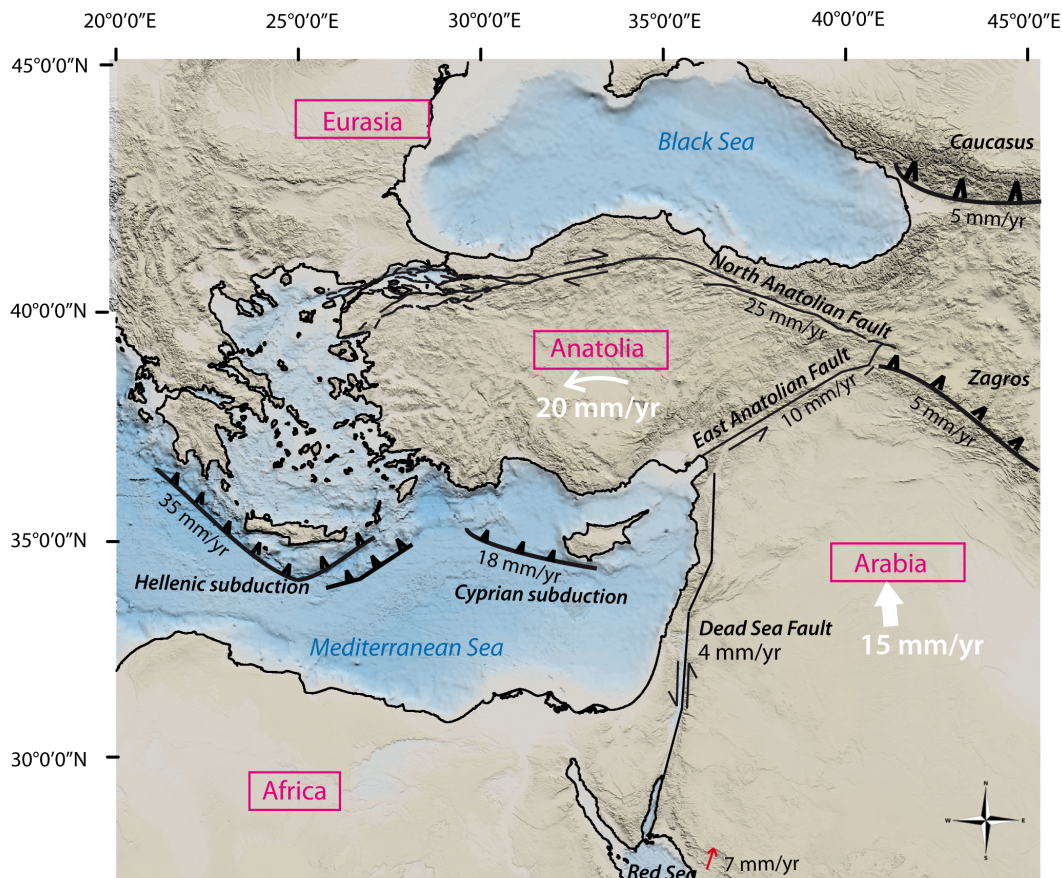 20°0'0"E
25°0'0"E
30°0'0"E
35°0'0"E
40°0'0"E
45°0'0"E
45°0'0"N
Eurasia
Black Sea
Caucasus
5 mm/yr
North Anatolian Fault
25 mm/yr
40°0'0"N
Anatolia
20 mm/yr
East Anatolian Fault
10 mm/yr
Zagros
5 mm/yr
35 mm/yr
35°0'0"N
Hellenic subduction
18 mm/yr
Cyprian subduction
Arabia
15 mm/yr
Mediterranean Sea
Dead Sea Fault
4 mm/yr
30°0'0"N
Africa
N
W
E
S
7 mm/yr
Red Sea